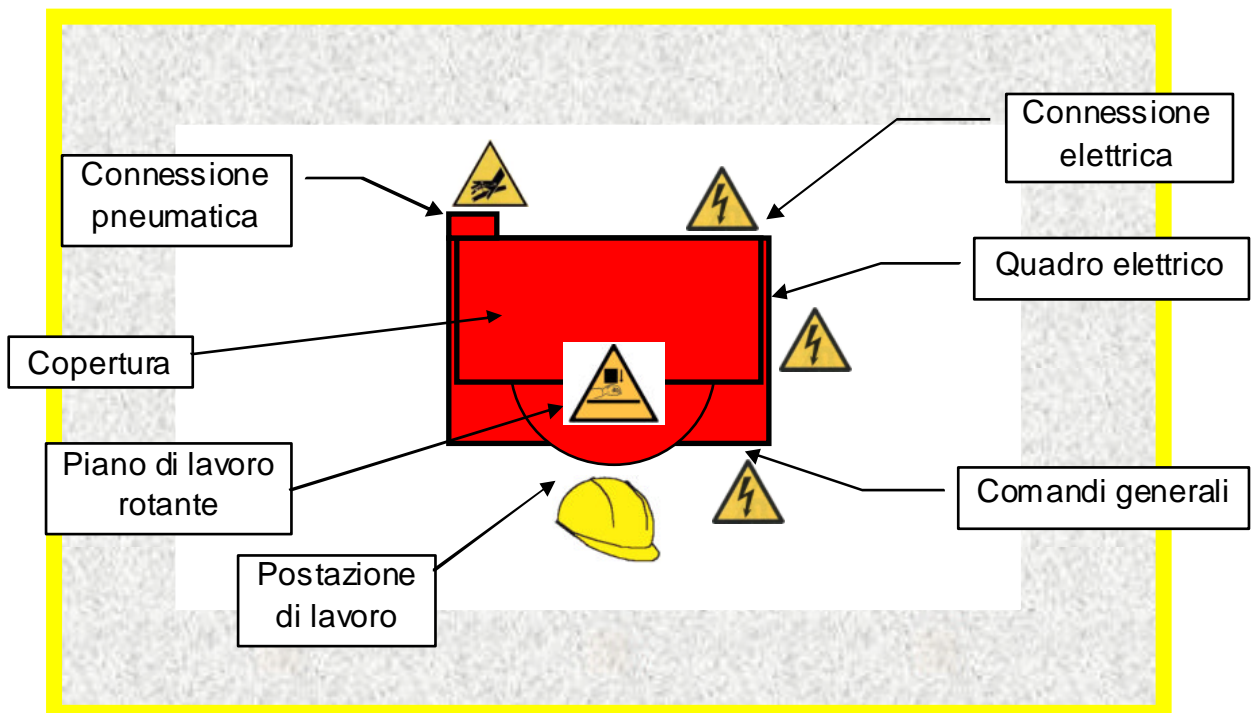 Connessione
elettrica
Connessione
pneumatica
Quadro elettrico
Copertura
Piano di lavoro
rotante
Comandi generali
Postazione
di lavoro